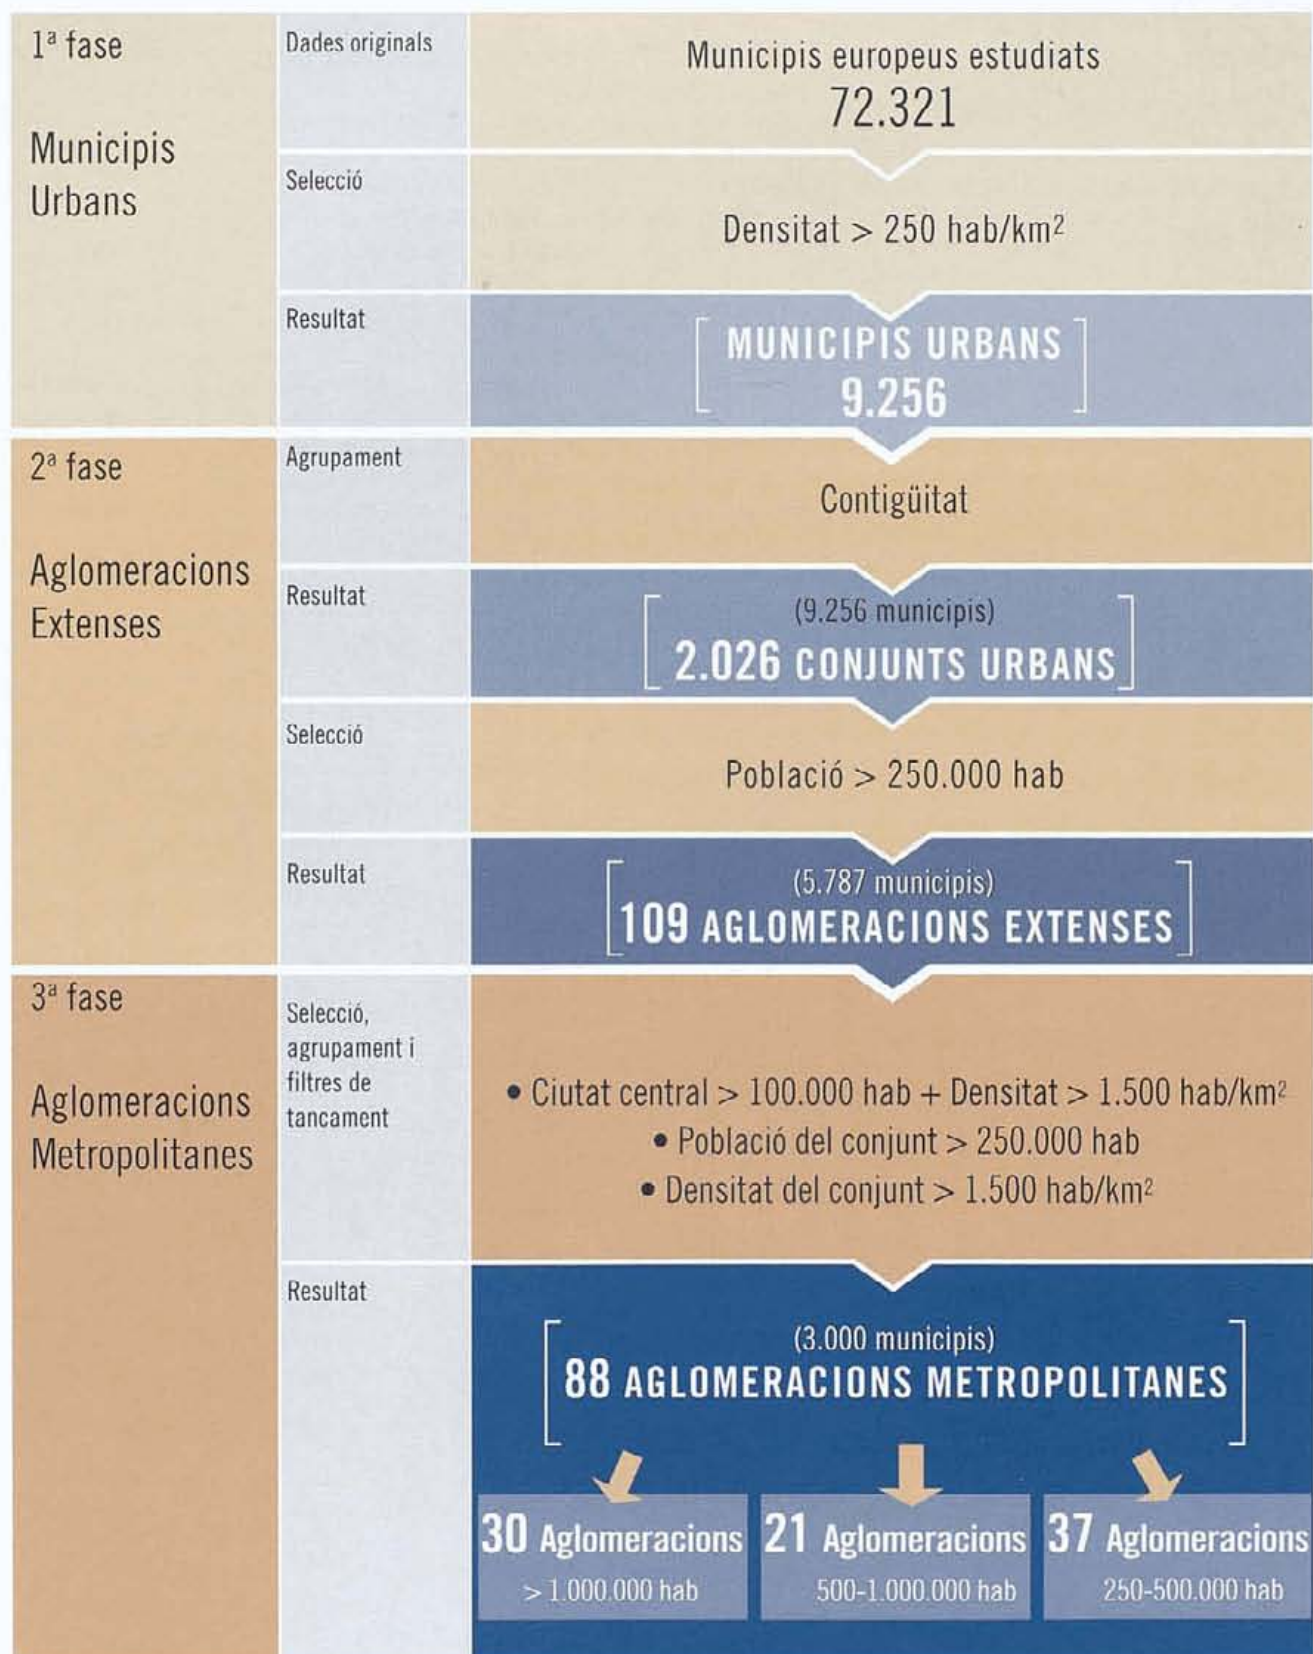 1ª fase
Municipis
Urbans
Dades originals
Municipis europeus estudiats
72.321
Selecció
Densitat > 250 hab/km²
Resultat
MUNICIPIS URBANS
9.256
2ª fase
Aglomeracions
Extenses
Agrupament
Contigüitat
Resultat
(9.256 municipis)
2.026 CONJUNTS URBANS
Selecció
Població > 250.000 hab
Resultat
(5.787 municipis)
109 AGLOMERACIONS EXTENSES
3ª fase
Aglomeracions
Metropolitanes
Selecció,
agrupament i
filtres de
tancament
• Ciutat central > 100.000 hab + Densitat > 1.500 hab/km²
• Població del conjunt > 250.000 hab
• Densitat del conjunt > 1.500 hab/km²
Resultat
(3.000 municipis)
88 AGLOMERACIONS METROPOLITANES
30 Aglomeracions
> 1.000.000 hab
21 Aglomeracions
500-1.000.000 hab
37 Aglomeracions
250-500.000 hab